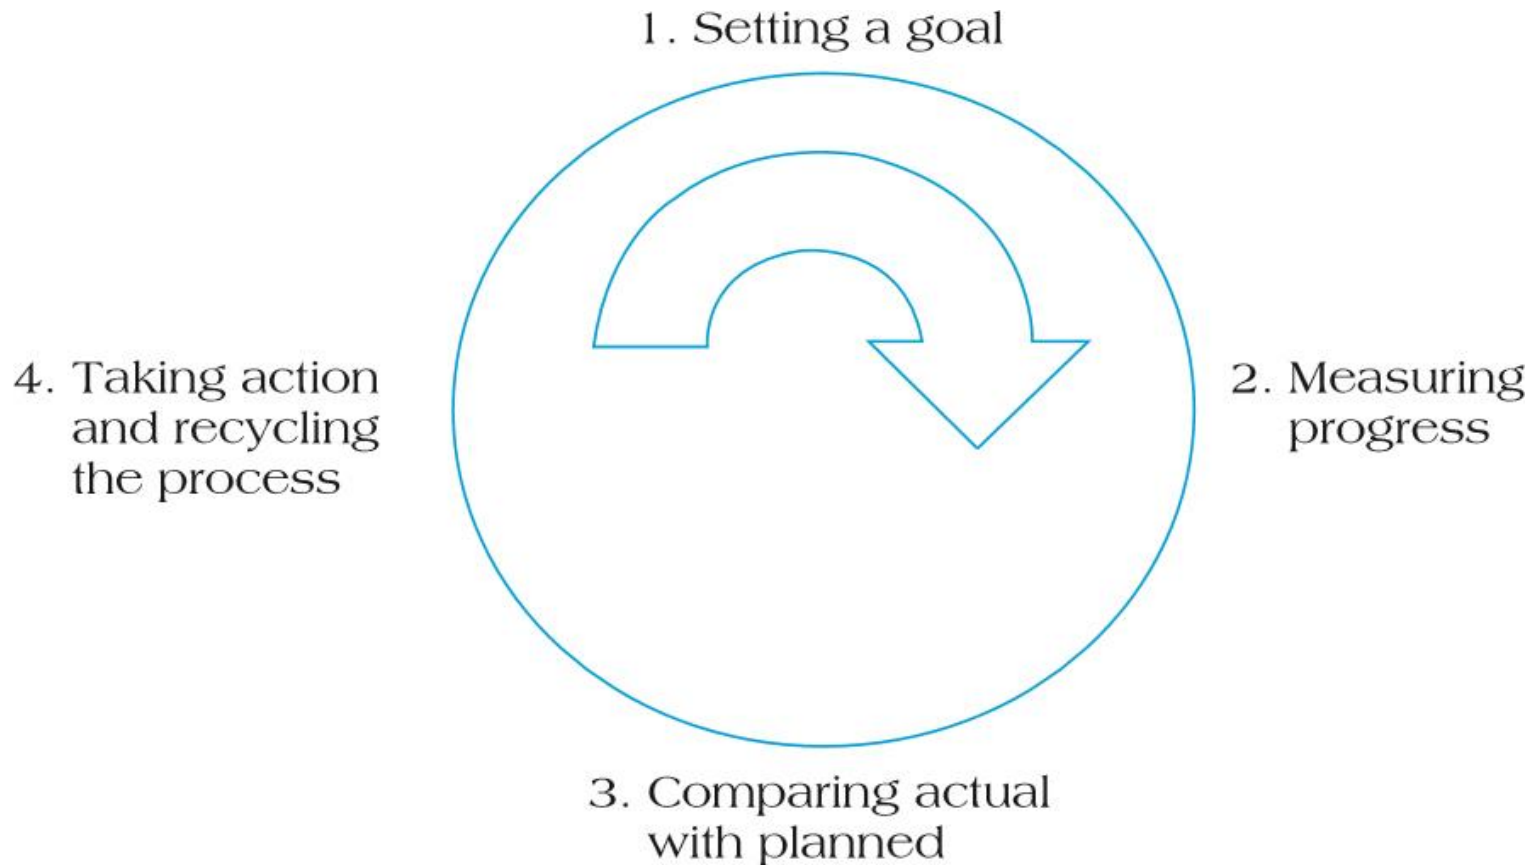 1. Setting a goal
2. Measuring
progress
3. Comparing actual
with planned
4. Taking action
and recycling
the process